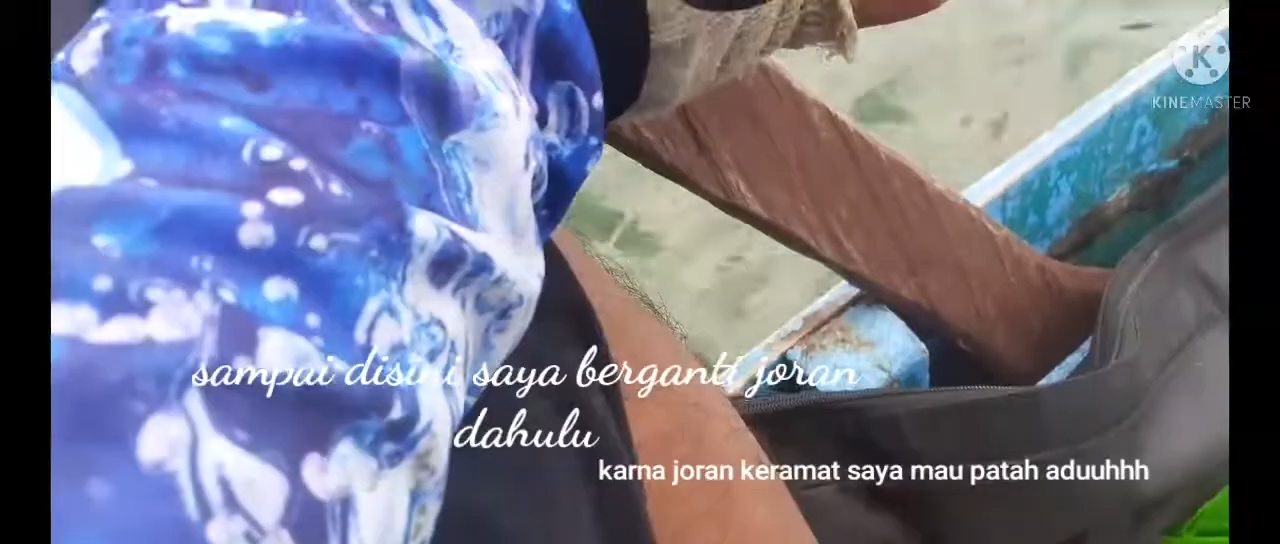 KINEMASTER
sampai disini saya berganti joran
dahulu
karna joran keramat saya mau patah aduuhhh